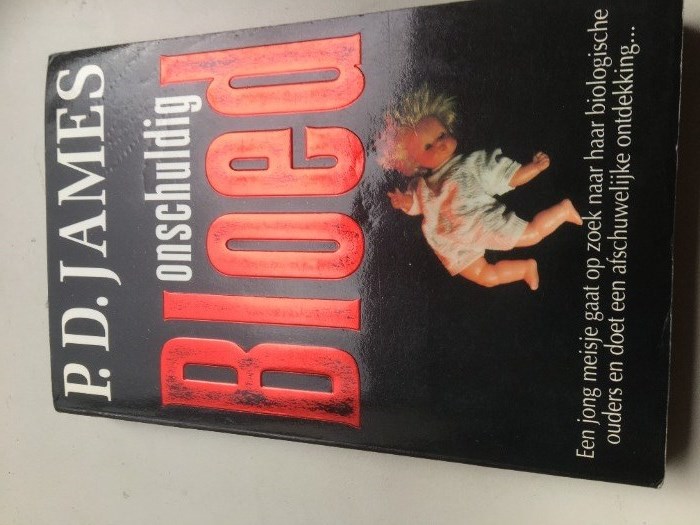 P.D. JAMES
onschuldig
Bloed
Een jong meisje gaat op zoek naar haar biologische
ouders en doet een afschuwelijke ontdekking...